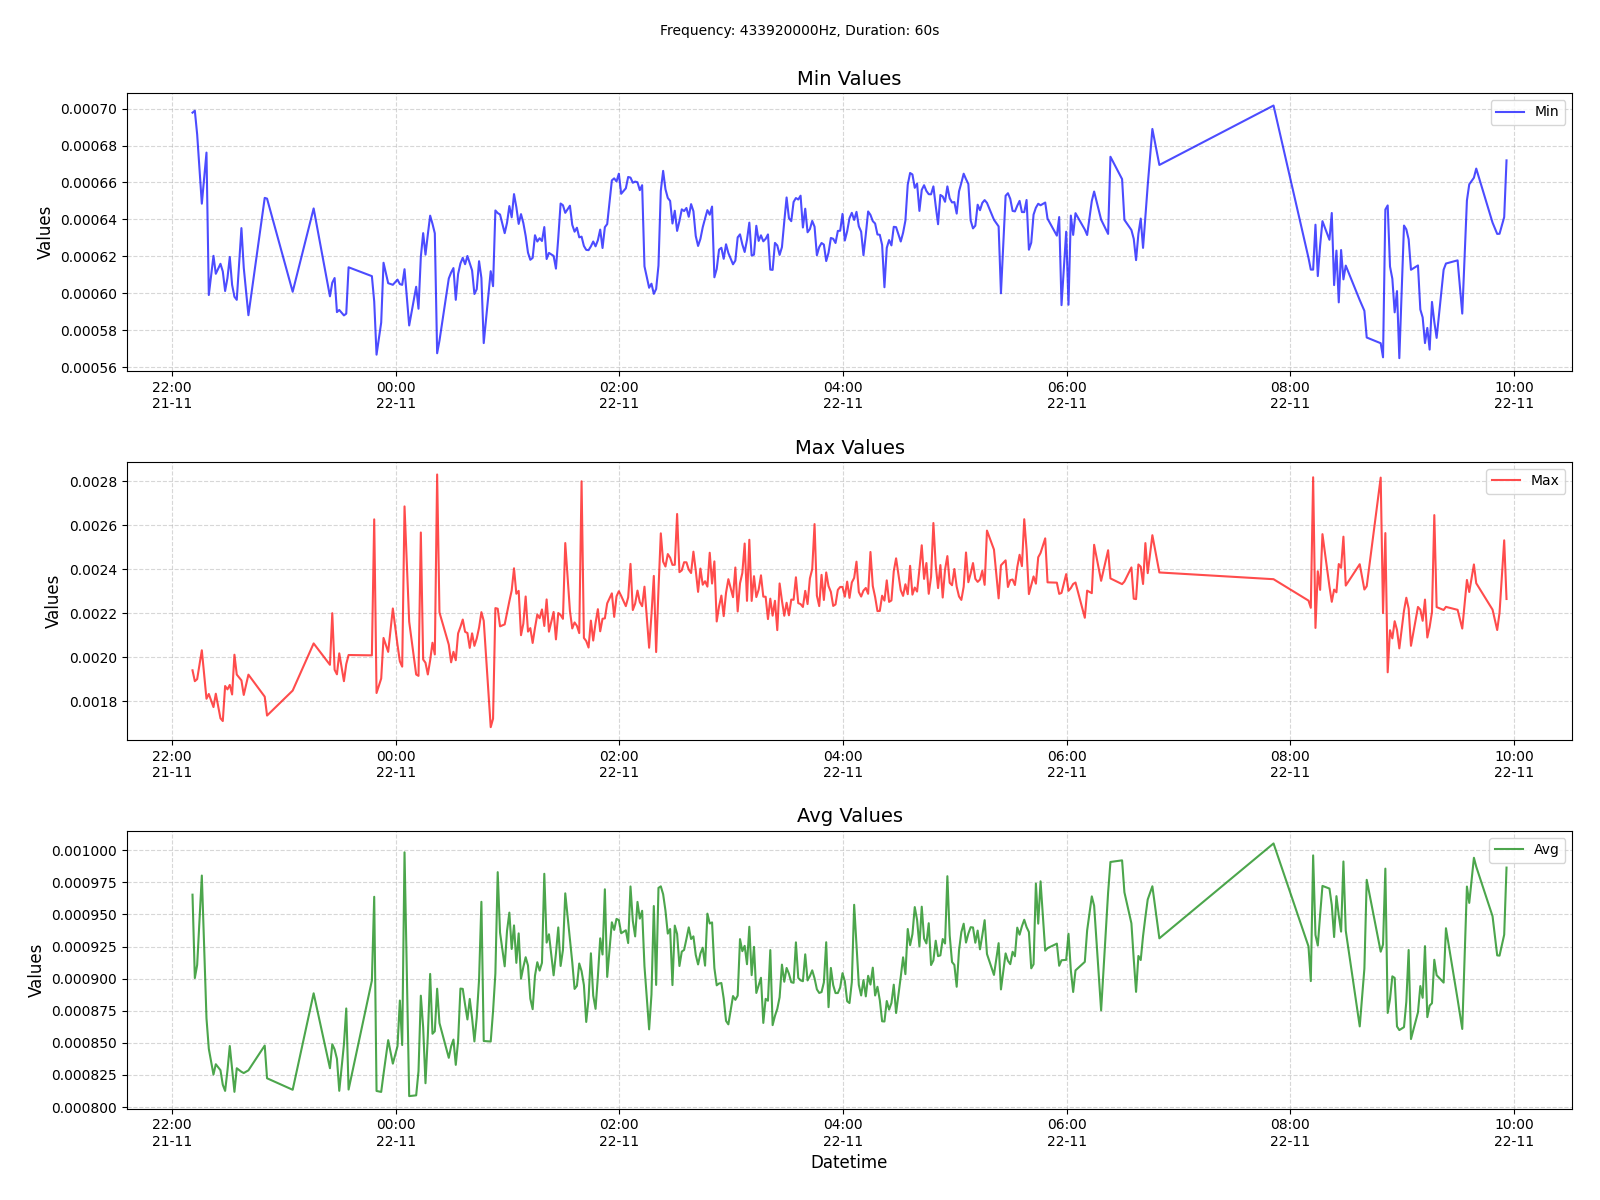 Frequency: 433920000Hz, Duration: 60s
Min Values
Values
0.00070
0.00068
0.00066
0.00064
0.00062
0.00060
0.00058
0.00056
Min
22:00 00:00 02:00 04:00 06:00 08:00 10:00
21-11 22-11 22-11 22-11 22-11 22-11 22-11
Max Values
Values
0.0028
0.0026
0.0024
0.0022
0.0020
0.0018
Max
22:00 00:00 02:00 04:00 06:00 08:00 10:00
21-11 22-11 22-11 22-11 22-11 22-11 22-11
Avg Values
Values
0.001000
0.000975
0.000950
0.000925
0.000900
0.000875
0.000850
0.000825
0.000800
Avg
22:00 00:00 02:00 04:00 06:00 08:00 10:00
21-11 22-11 22-11 22-11 22-11 22-11 22-11
Datetime